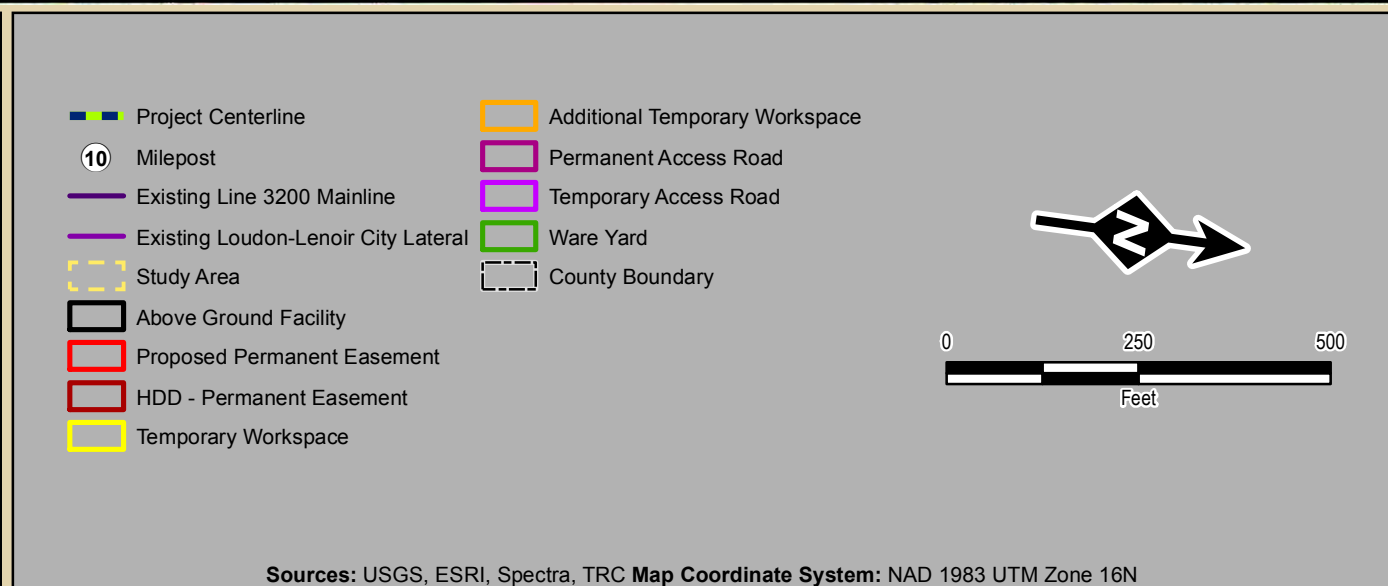 Project Centerline
10 Milepost
Existing Line 3200 Mainline
Existing Loudon-Lenoir City Lateral
Study Area
Above Ground Facility
Proposed Permanent Easement
HDD - Permanent Easement
Temporary Workspace
Additional Temporary Workspace
Permanent Access Road
Temporary Access Road
Ware Yard
County Boundary
N
0 250 500
Feet
Sources: USGS, ESRI, Spectra, TRC Map Coordinate System: NAD 1983 UTM Zone 16N